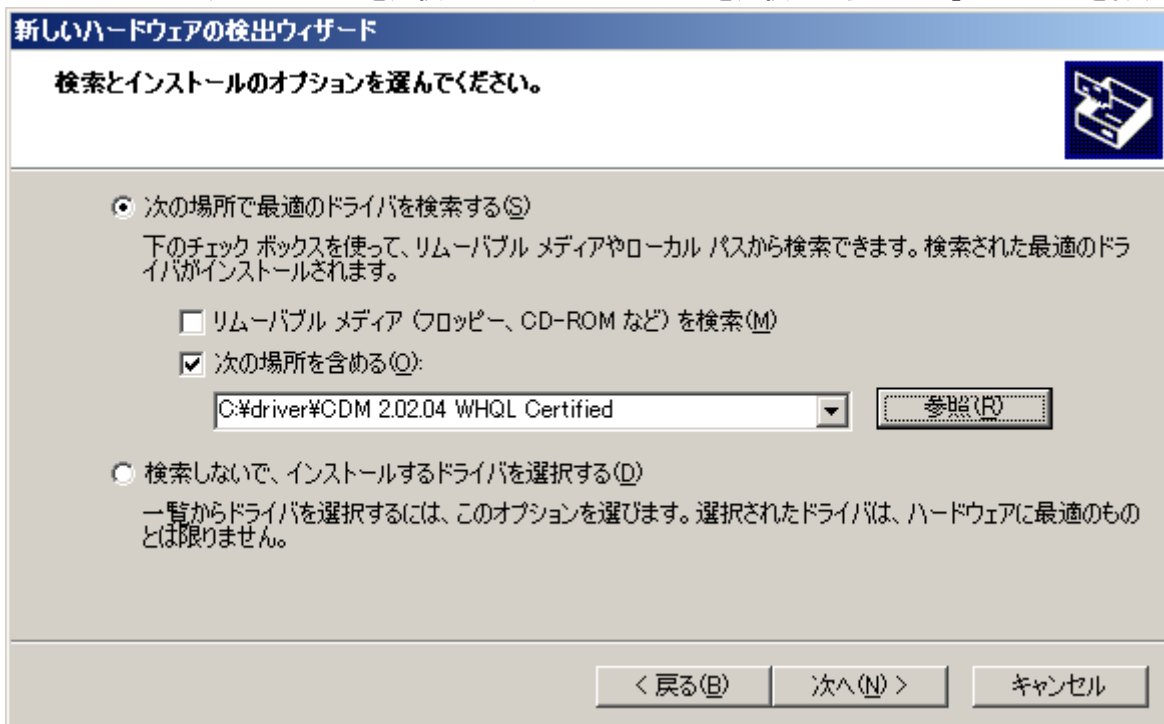 新しいハードウェアの検出ウィザード
検索とインストールのオプションを選んでください。
次の場所で最適のドライバを検索する(S)
下のチェック ボックスを使って、リムーバブル メディアやローカル パスから検索できます。検索された最適のドラ
イバがインストールされます。
リムーバブル メディア (フロッピー、CD-ROM など) を検索(M)
次の場所を含める(O):
C:¥driver¥CDM 2.02.04 WHQL Certified
参照(R)
検索しないで、インストールするドライバを選択する(D)
一覧からドライバを選択するには、このオプションを選びます。選択されたドライバは、ハードウェアに最適のもの
とは限りません。
< 戻る(B) 次へ(N) > キャンセル